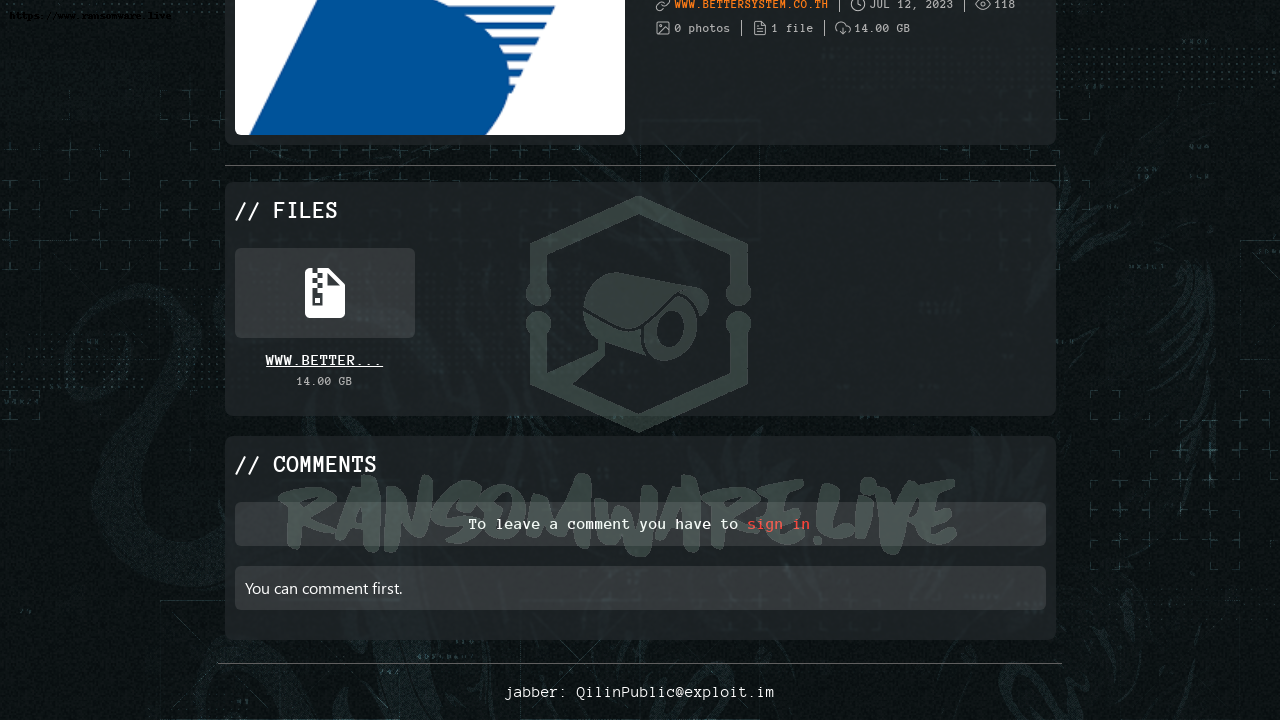 https://www.ransomware.live
WWW.BETTERSYSTEM.CO.TH JUL 12, 2023 118
0 photos 1 file 14.00 GB
// FILES
WWW.BETTER...
14.00 GB
// COMMENTS
RANSOMWARE.LIVE
To leave a comment you have to sign in
You can comment first.
jabber: QilinPublic@exploit.im